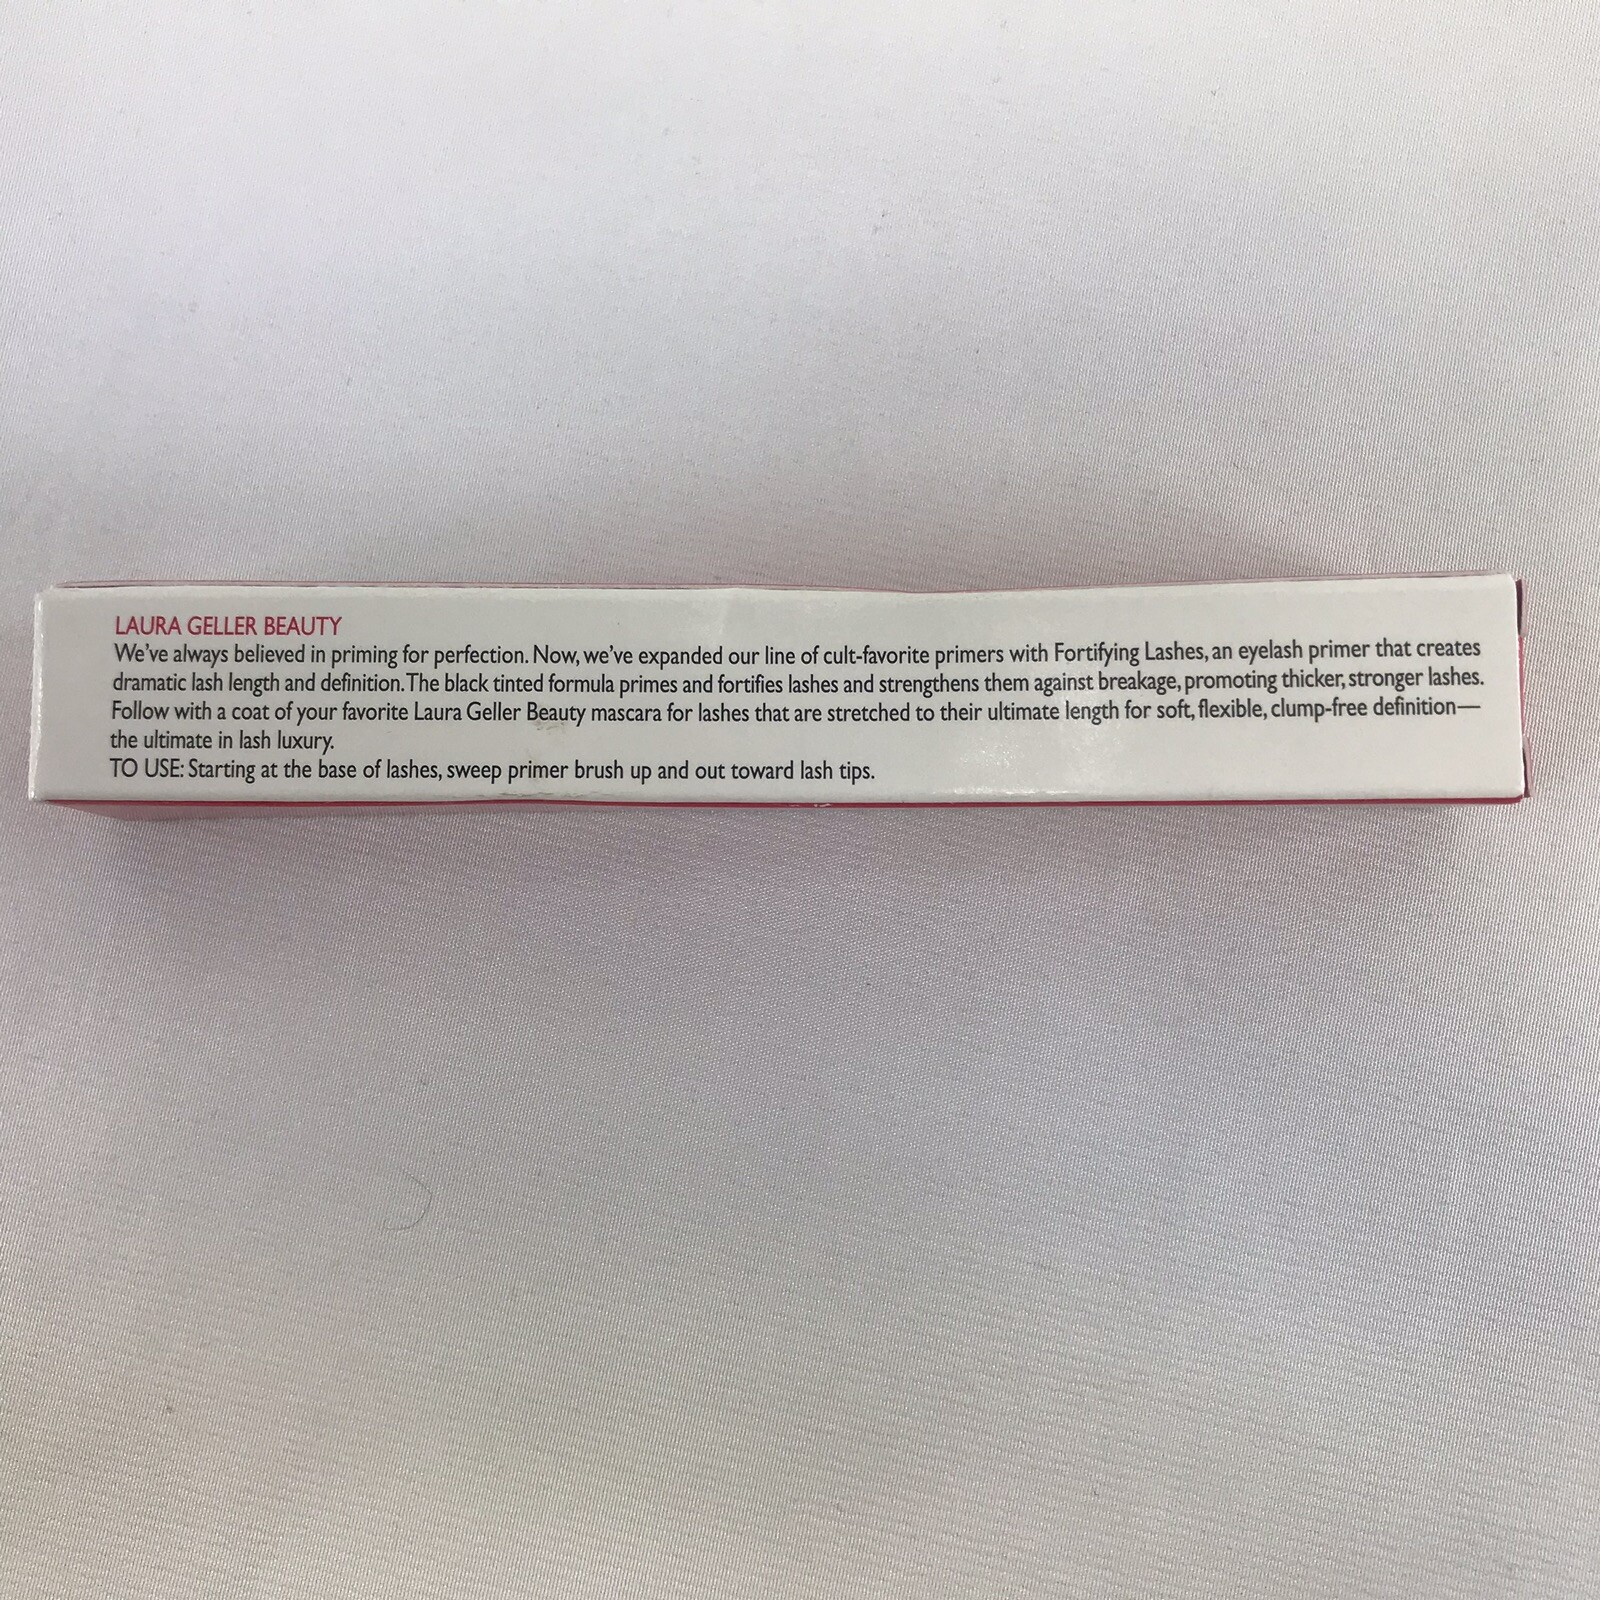 LAURA GELLER BEAUTY
We've always believed in priming for perfection. Now, we've expanded our line of cult-favorite primers with Fortifying Lashes, an eyelash primer that creates
dramatic lash length and definition. The black tinted formula primes and fortifies lashes and strengthens them against breakage, promoting thicker, stronger lashes.
Follow with a coat of your favorite Laura Geller Beauty mascara for lashes that are stretched to their ultimate length for soft, flexible, clump-free definition—
the ultimate in lash luxury.
TO USE: Starting at the base of lashes, sweep primer brush up and out toward lash tips.